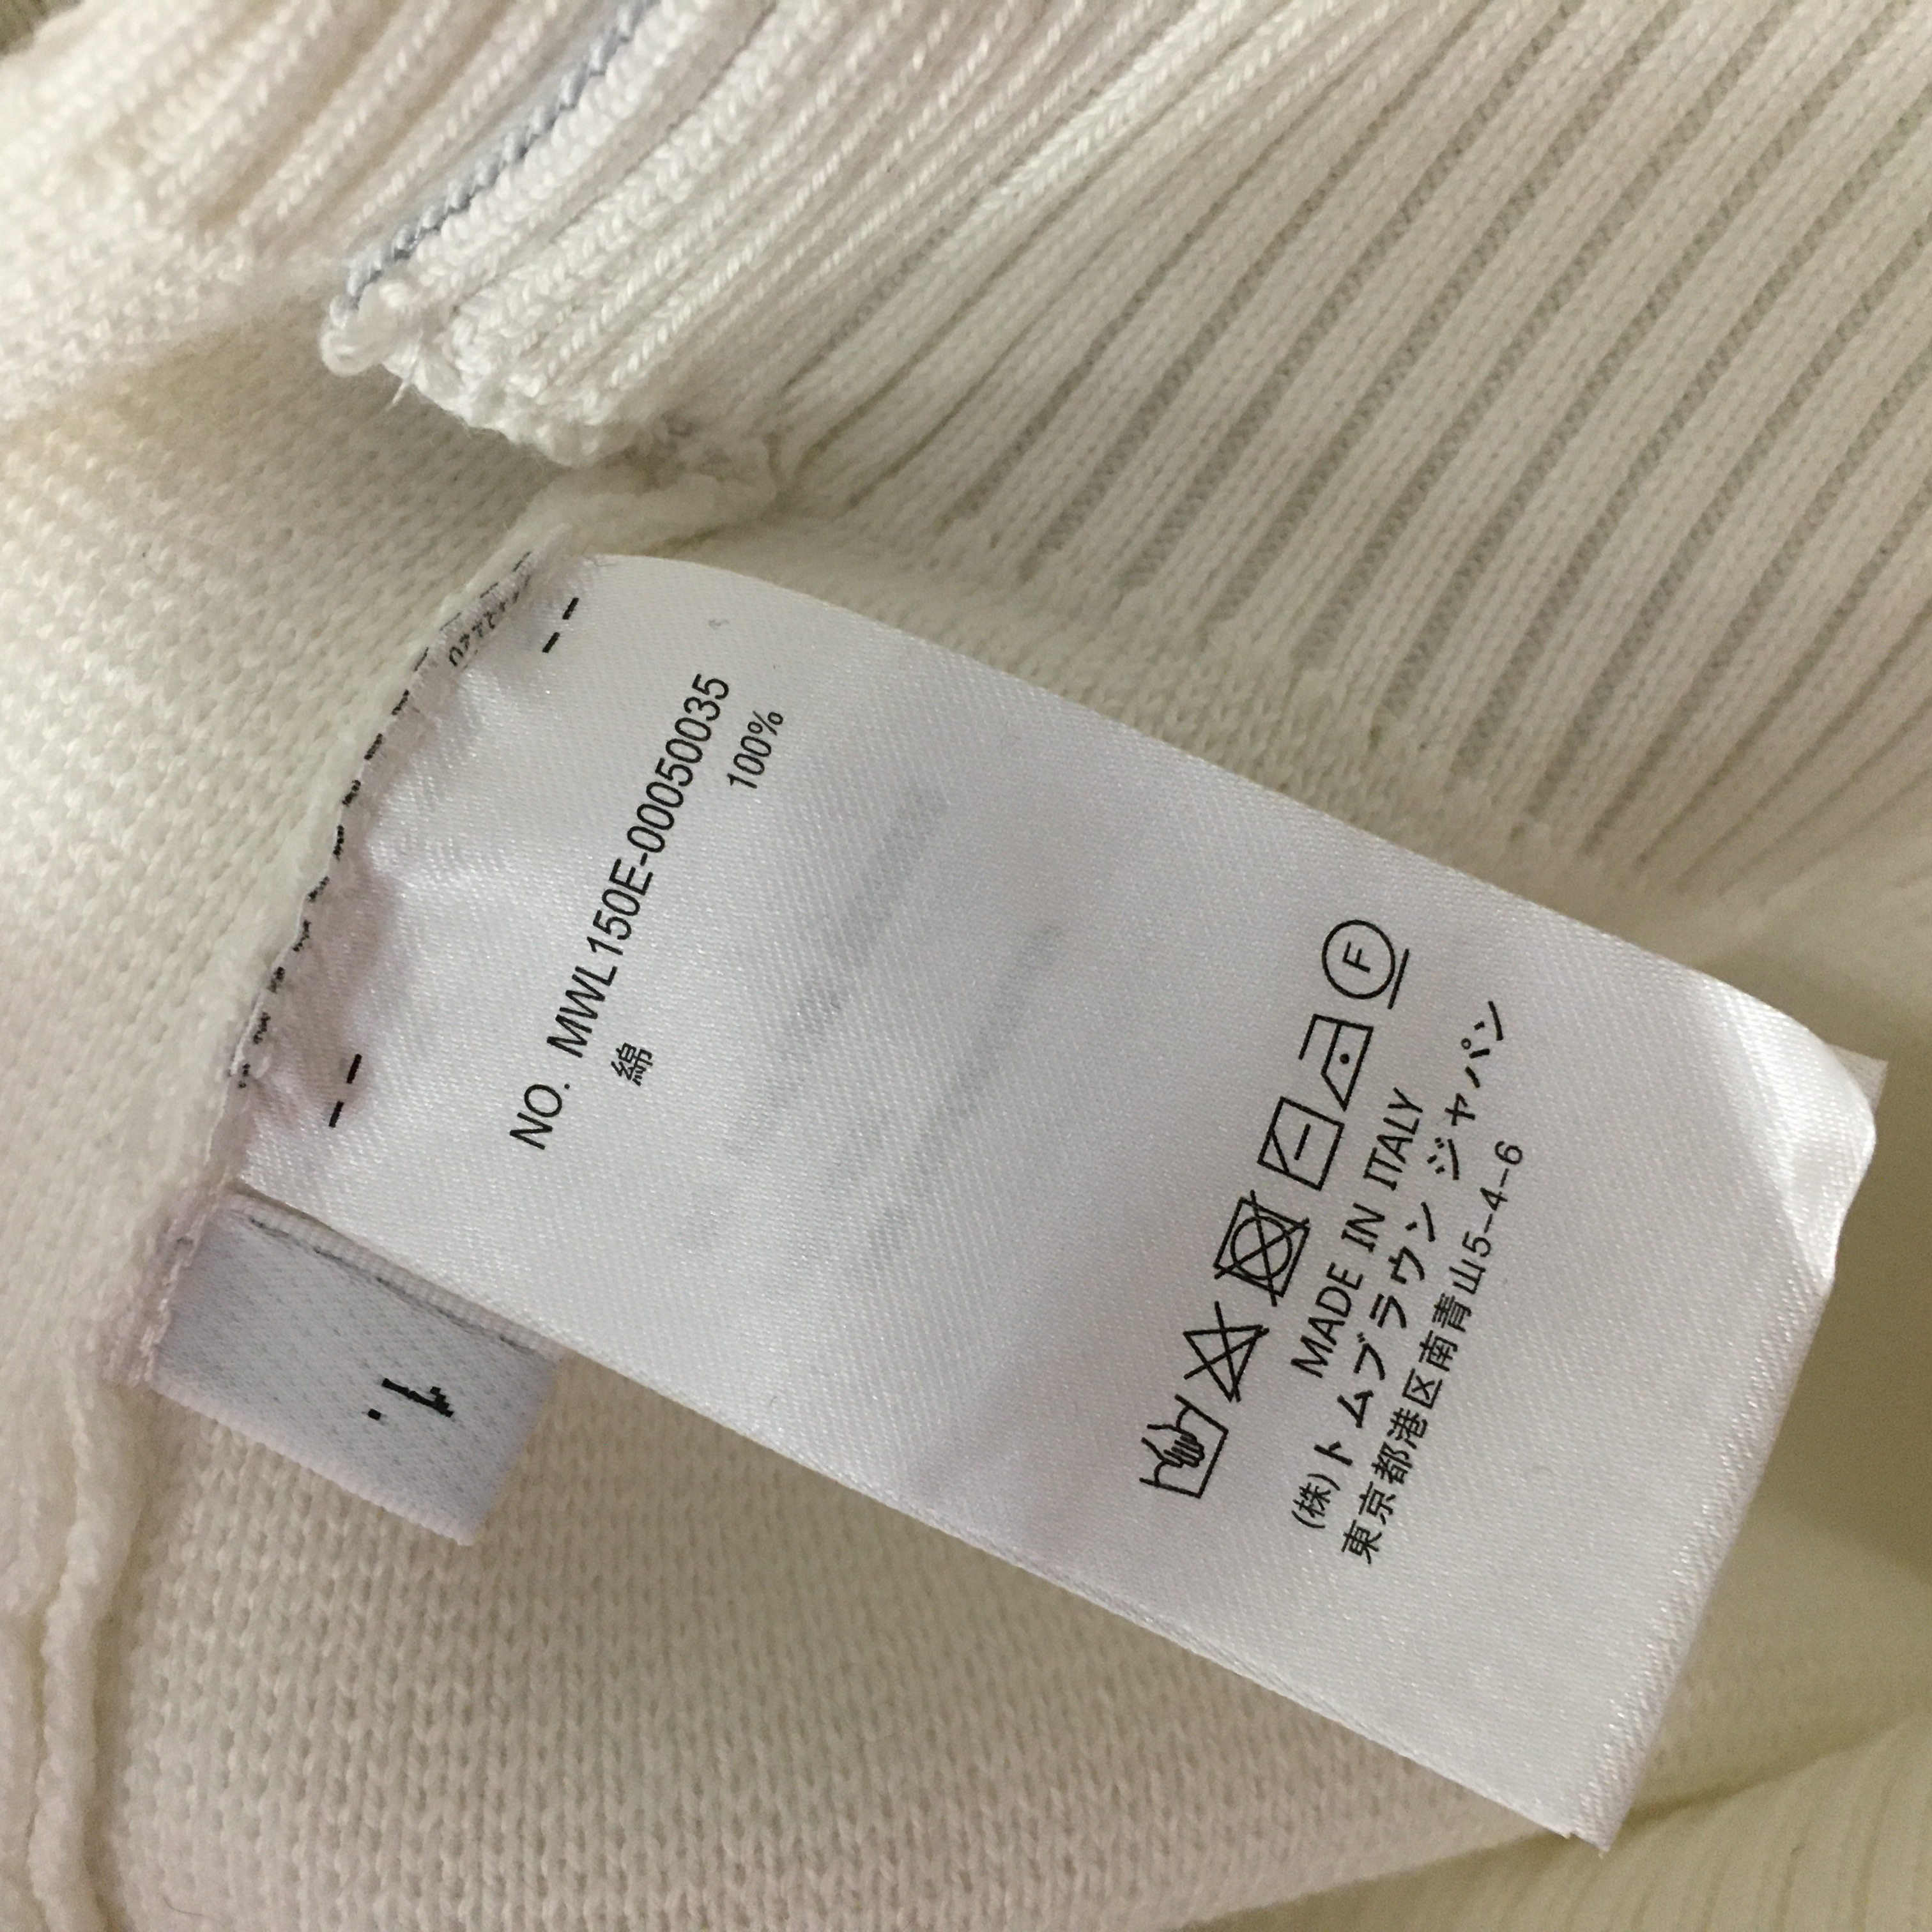 NO. MWL150E-00050035
綿 100%
F
MADE IN ITALY
(株)トムブラウン ジャパン
東京都港区南青山5-4-6
1.